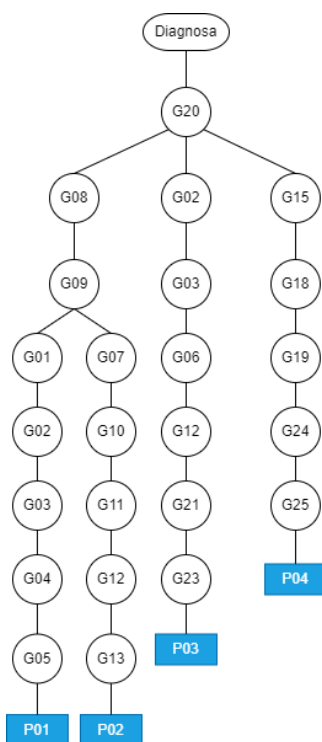 Diagnosa
G20
G08 G02 G15
G09 G03 G18
G01 G07 G06 G19
G02 G10 G12 G24
G03 G11 G21 G25
G04 G12 G23 P04
G05 G13 P03
P01 P02